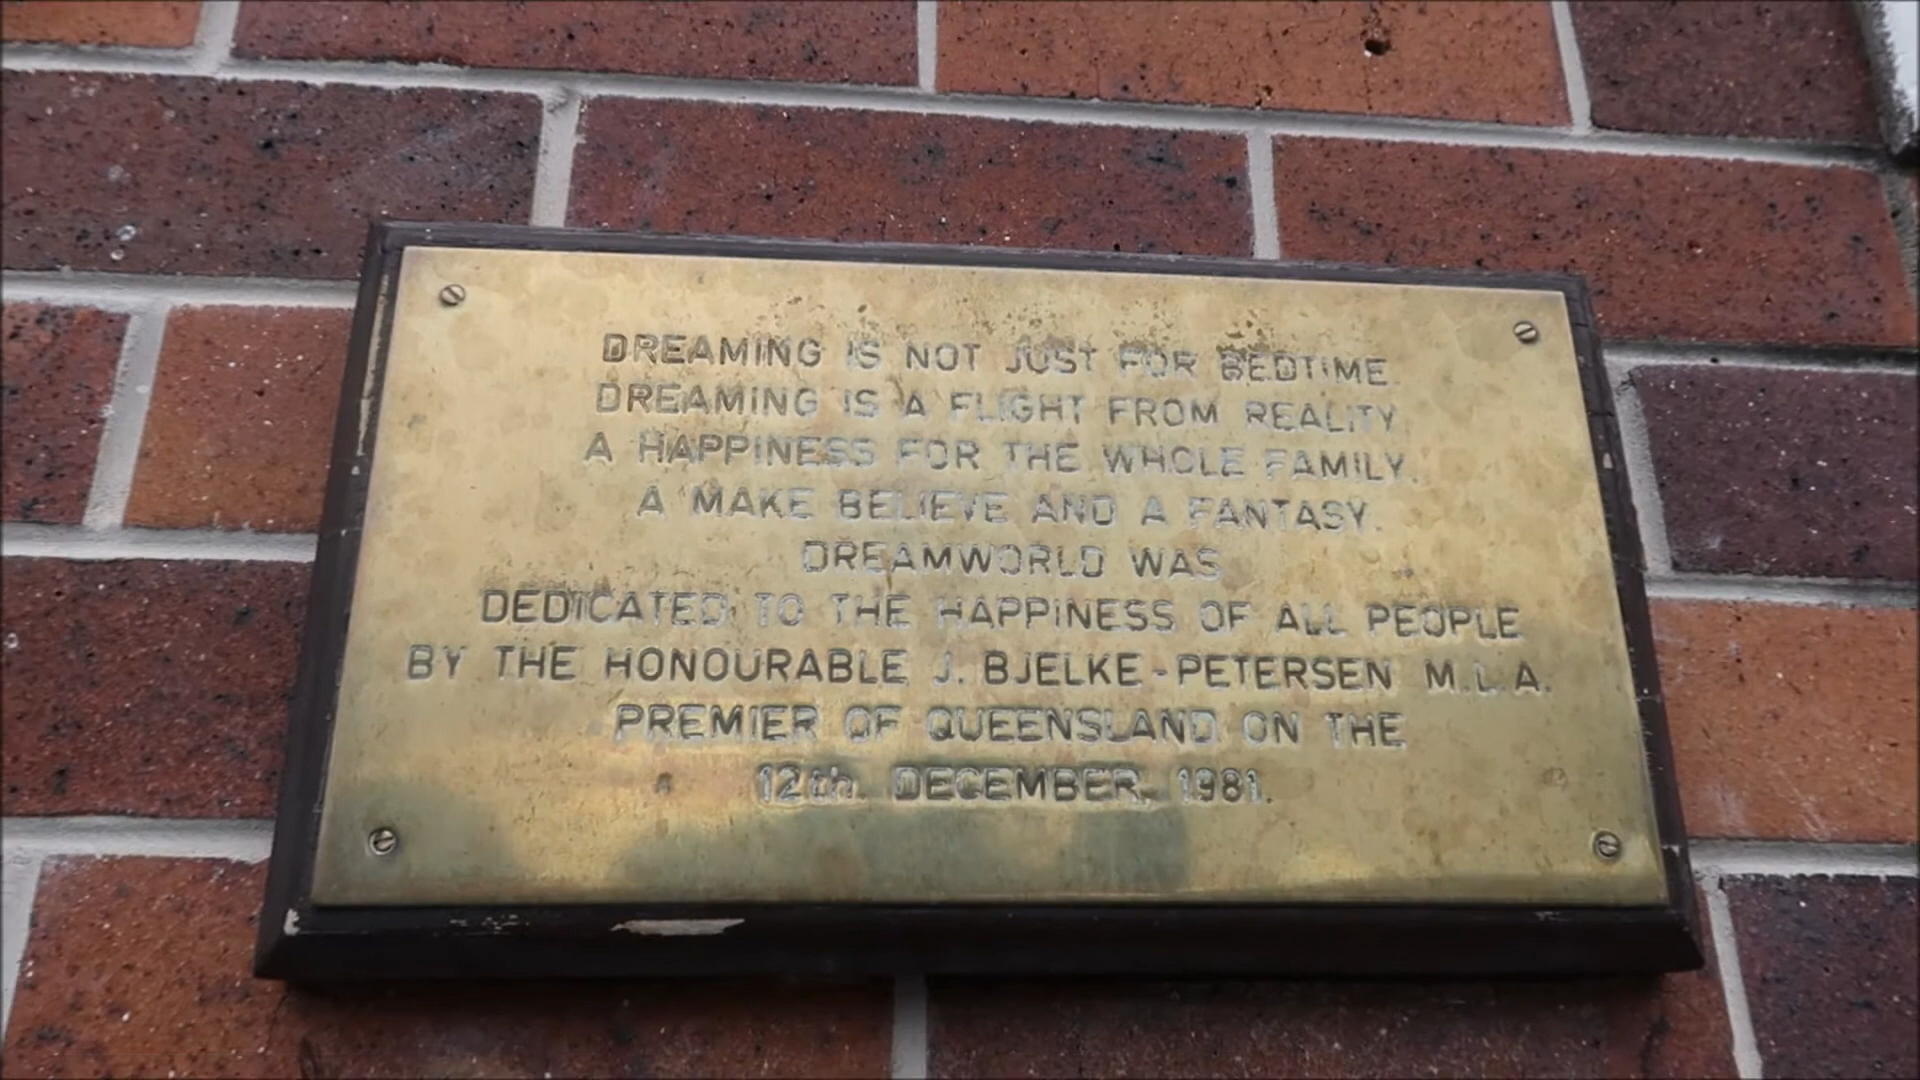 DREAMING IS NOT JUST FOR BEDTIME.
DREAMING IS A FLIGHT FROM REALITY
A HAPPINESS FOR THE WHOLE FAMILY.
A MAKE BELIEVE AND A FANTASY.
DREAMWORLD WAS
DEDICATED TO THE HAPPINESS OF ALL PEOPLE
BY THE HONOURABLE J. BJELKE-PETERSEN M.L.A.
PREMIER OF QUEENSLAND ON THE
12th. DECEMBER, 1981.